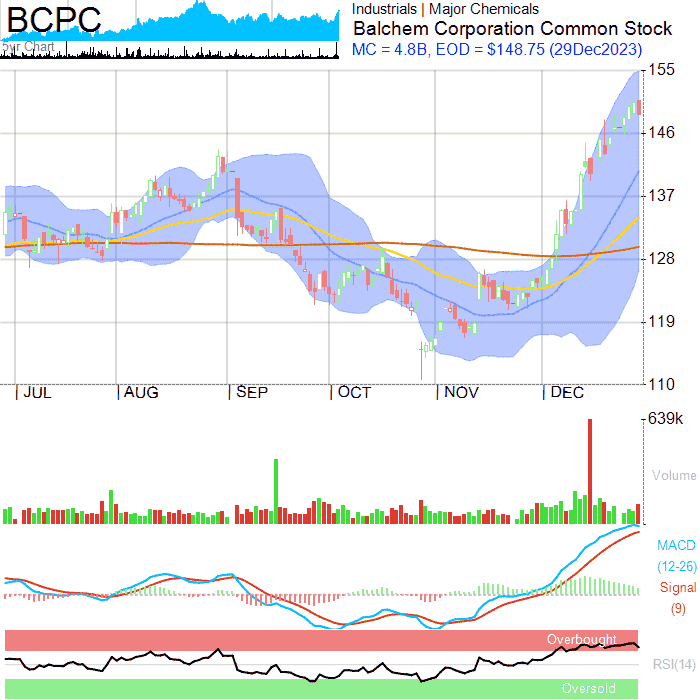 BCPC
5yr Chart
Industrials | Major Chemicals
Balchem Corporation Common Stock
MC = 4.8B, EOD = $148.75 (29Dec2023)
155
146
137
128
119
110
| JUL
| AUG
| SEP
| OCT
| NOV
| DEC
639k
Volume
MACD
(12-26)
Signal
(9)
Overbought
RSI(14)
Oversold